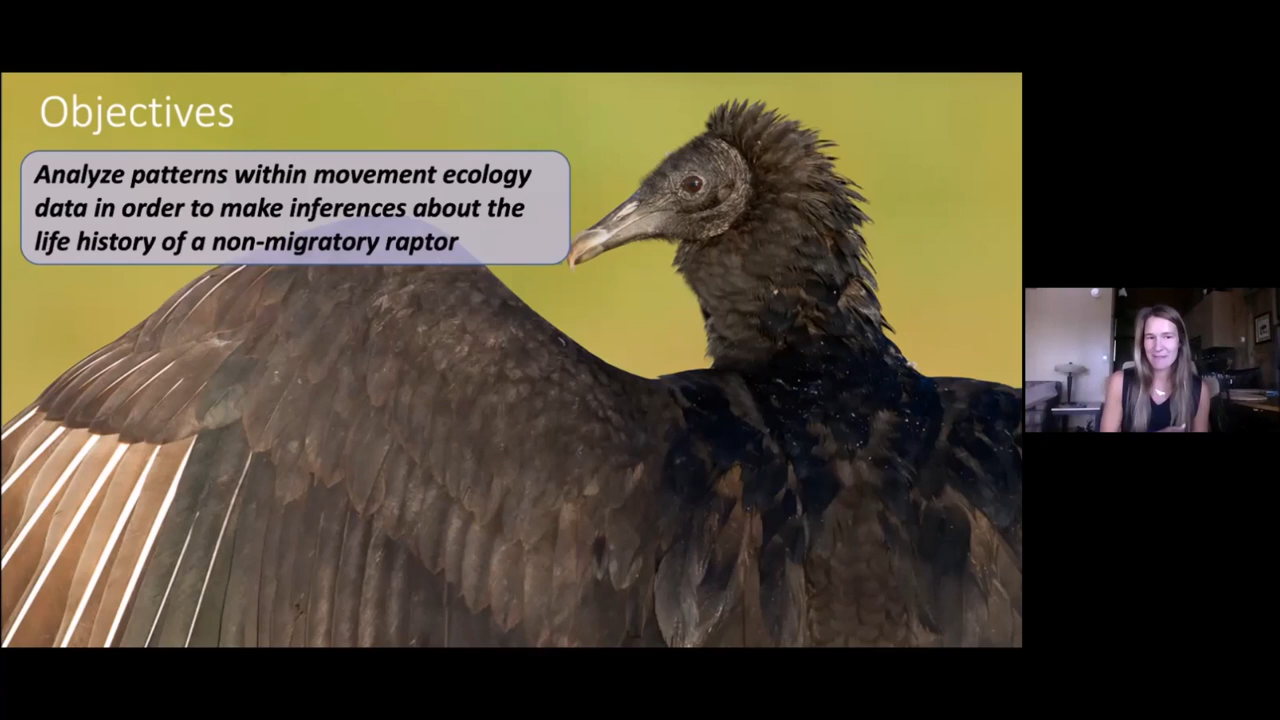 Objectives
Analyze patterns within movement ecology
data in order to make inferences about the
life history of a non-migratory raptor